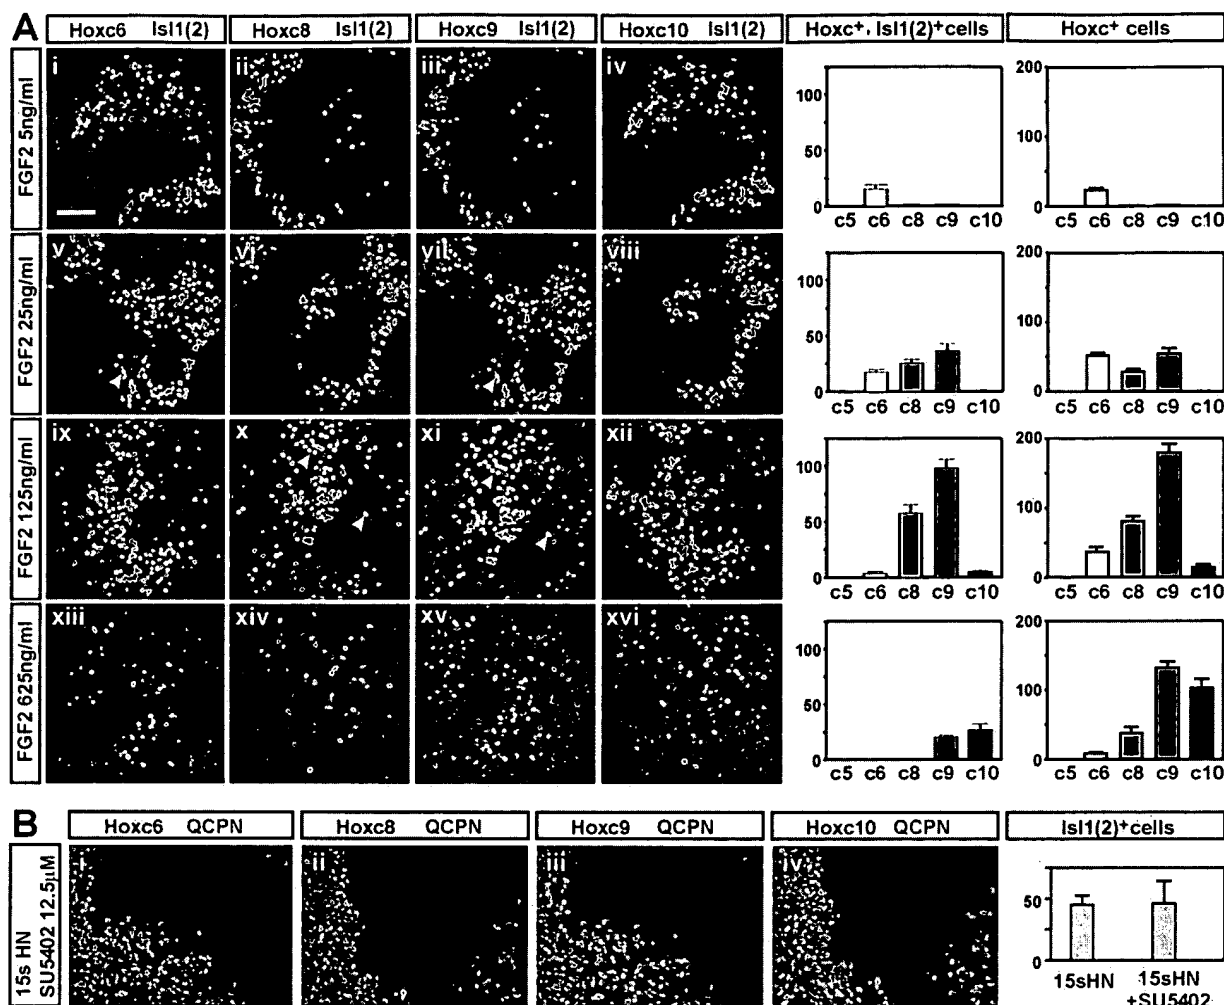 A
Hoxc6 Isl1(2) Hoxc8 Isl1(2) Hoxc9 Isl1(2) Hoxc10 Isl1(2) Hoxc+, Isl1(2)+cells Hoxc+ cells
FGF2 5ng/ml
i ii iii iv
100
50
0
c5 c6 c8 c9 c10
200
100
0
c5 c6 c8 c9 c10
FGF2 25ng/ml
v vi vii viii
100
50
0
c5 c6 c8 c9 c10
200
100
0
c5 c6 c8 c9 c10
FGF2 125ng/ml
ix x xi xii
100
50
0
c5 c6 c8 c9 c10
200
100
0
c5 c6 c8 c9 c10
FGF2 625ng/ml
xiii xiv xv xvi
100
50
0
c5 c6 c8 c9 c10
200
100
0
c5 c6 c8 c9 c10
B
Hoxc6 QCPN Hoxc8 QCPN Hoxc9 QCPN Hoxc10 QCPN Isl1(2)+cells
15s HN
SU5402 12.5µM
i ii iii iv
50
0
15sHN 15sHN
+SU5402